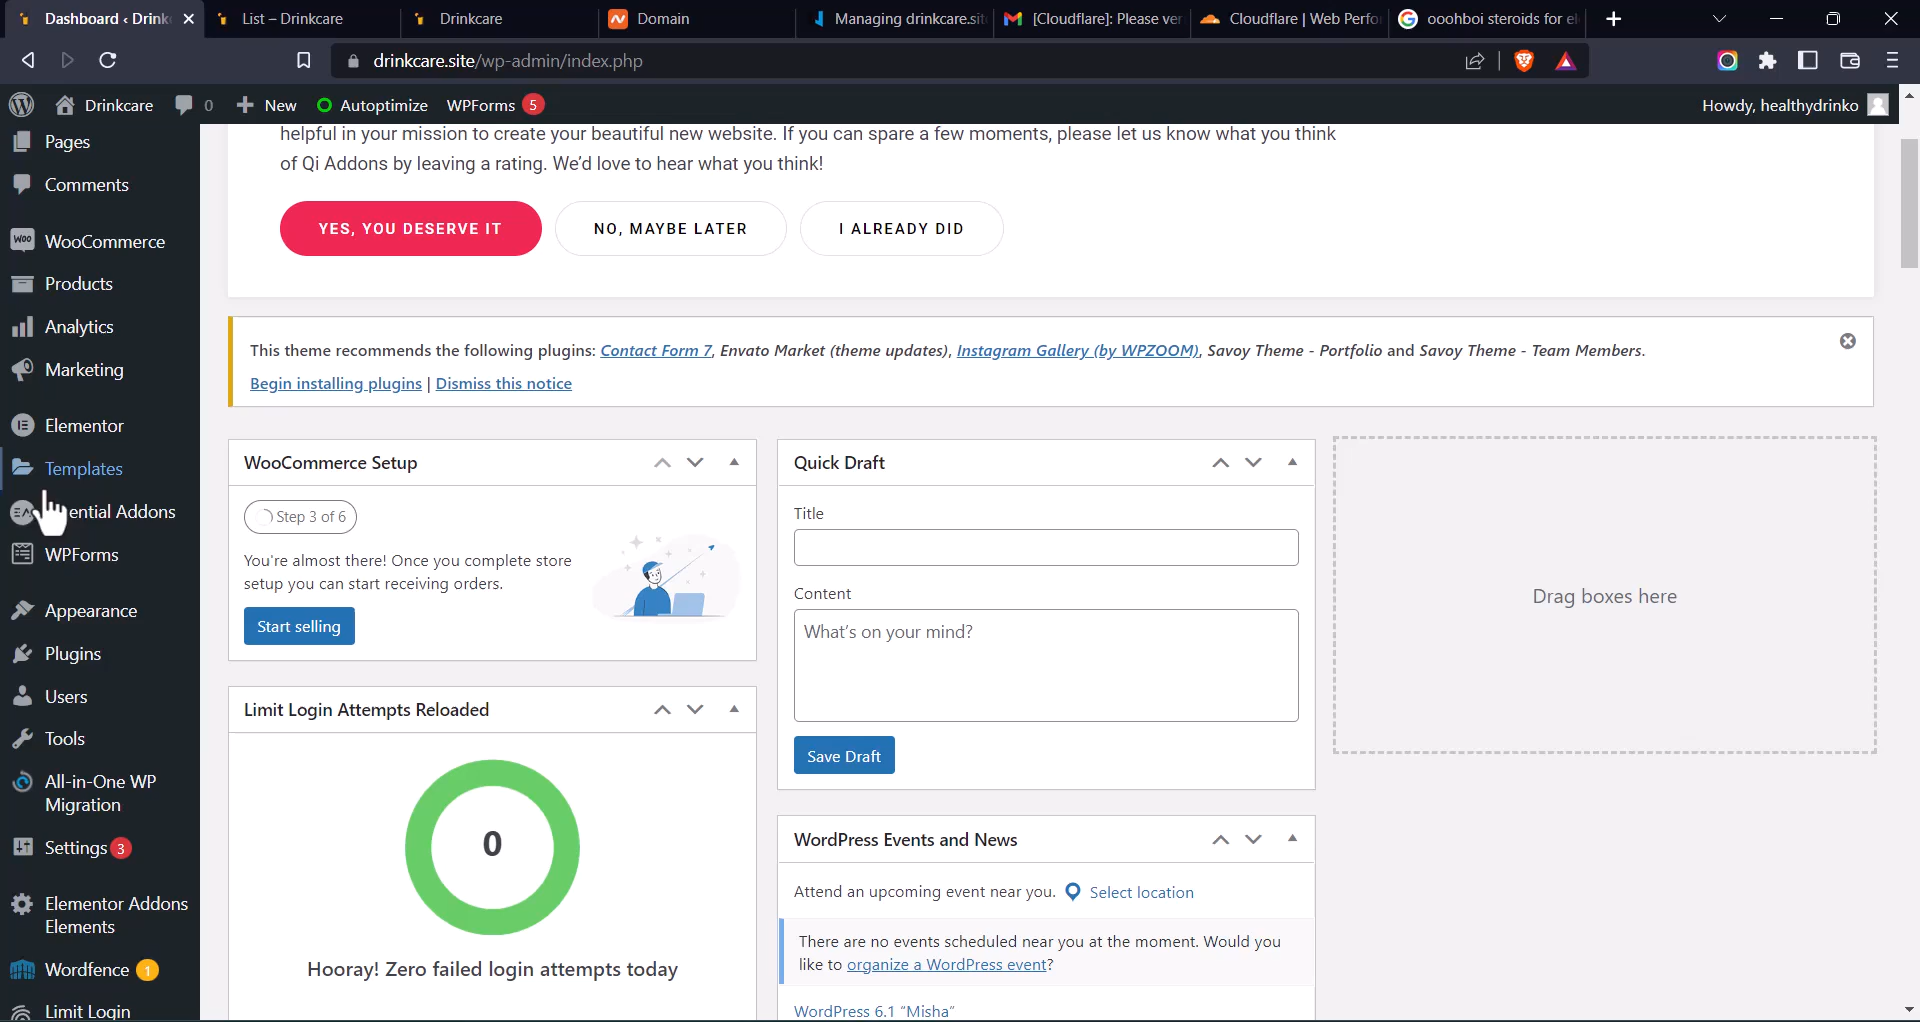 Dashboard ‹ Drink
List – Drinkcare
Drinkcare
Domain
Managing drinkcare.sit
[Cloudflare]: Please ver
Cloudflare | Web Perfo
ooohboi steroids for el
drinkcare.site/wp-admin/index.php
Drinkcare
0
New
Autoptimize
WPForms 5
Howdy, healthydrinko
Pages
Comments
WooCommerce
Products
Analytics
Marketing
Elementor
Templates
ential Addons
WPForms
Appearance
Plugins
Users
Tools
All-in-One WP
Migration
Settings 3
Elementor Addons
Elements
Wordfence 1
Limit Login
helpful in your mission to create your beautiful new website. If you can spare a few moments, please let us know what you think
of Qi Addons by leaving a rating. We'd love to hear what you think!
YES, YOU DESERVE IT
NO, MAYBE LATER
I ALREADY DID
This theme recommends the following plugins: Contact Form 7, Envato Market (theme updates), Instagram Gallery (by WPZOOM), Savoy Theme - Portfolio and Savoy Theme - Team Members.
Begin installing plugins | Dismiss this notice
WooCommerce Setup
Step 3 of 6
You're almost there! Once you complete store
setup you can start receiving orders.
Start selling
Limit Login Attempts Reloaded
0
Hooray! Zero failed login attempts today
Quick Draft
Title
Content
What's on your mind?
Save Draft
WordPress Events and News
Attend an upcoming event near you. Select location
There are no events scheduled near you at the moment. Would you
like to organize a WordPress event?
WordPress 6.1 "Misha"
Drag boxes here